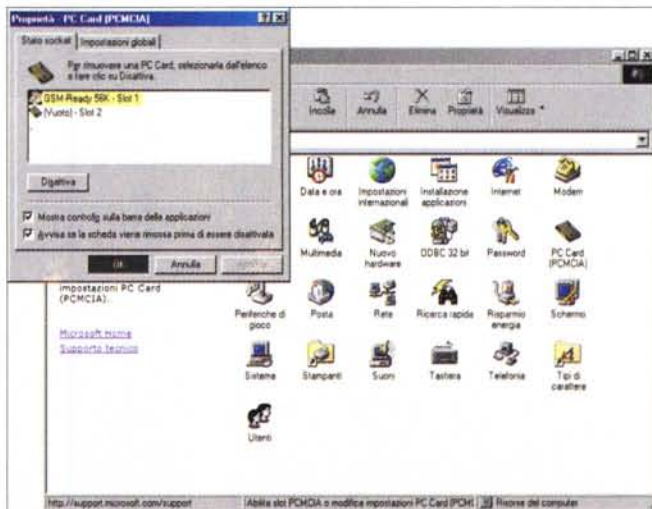 Proprietà - PC Card (PCMCIA)
Stato socket
Impostazioni globali
Per rimuovere una PC Card, selezionarla dall'elenco
e fare clic su Disattiva.
GSM-Ready 56K - Slot 1
(Vuoto) - Slot 2
Disattiva
Mostra controllo sulla barra delle applicazioni
Avvisa se la scheda viene rimossa prima di essere disattivata
OK
Annulla
Incolla
Annulla
Elimina
Proprietà
Visualizza
Data e ora
Impostazioni internazionali
Installazione applicazioni
Internet
Modem
Multimedia
Nuovo hardware
ODBC 32 bit
Password
PC Card (PCMCIA)
impostazioni PC Card
(PCMCIA).
Microsoft Home
Supporto tecnico
Periferiche di gioco
Posta
Rete
Ricerca rapida
Risparmio energia
Schermo
Sistema
Stampanti
Suoni
Tastiera
Telefonia
Tipi di carattere
Utenti
http://support.microsoft.com/support
Abilita slot PCMCIA o modifica impostazioni PC Card (PCMC
Risorse del computer